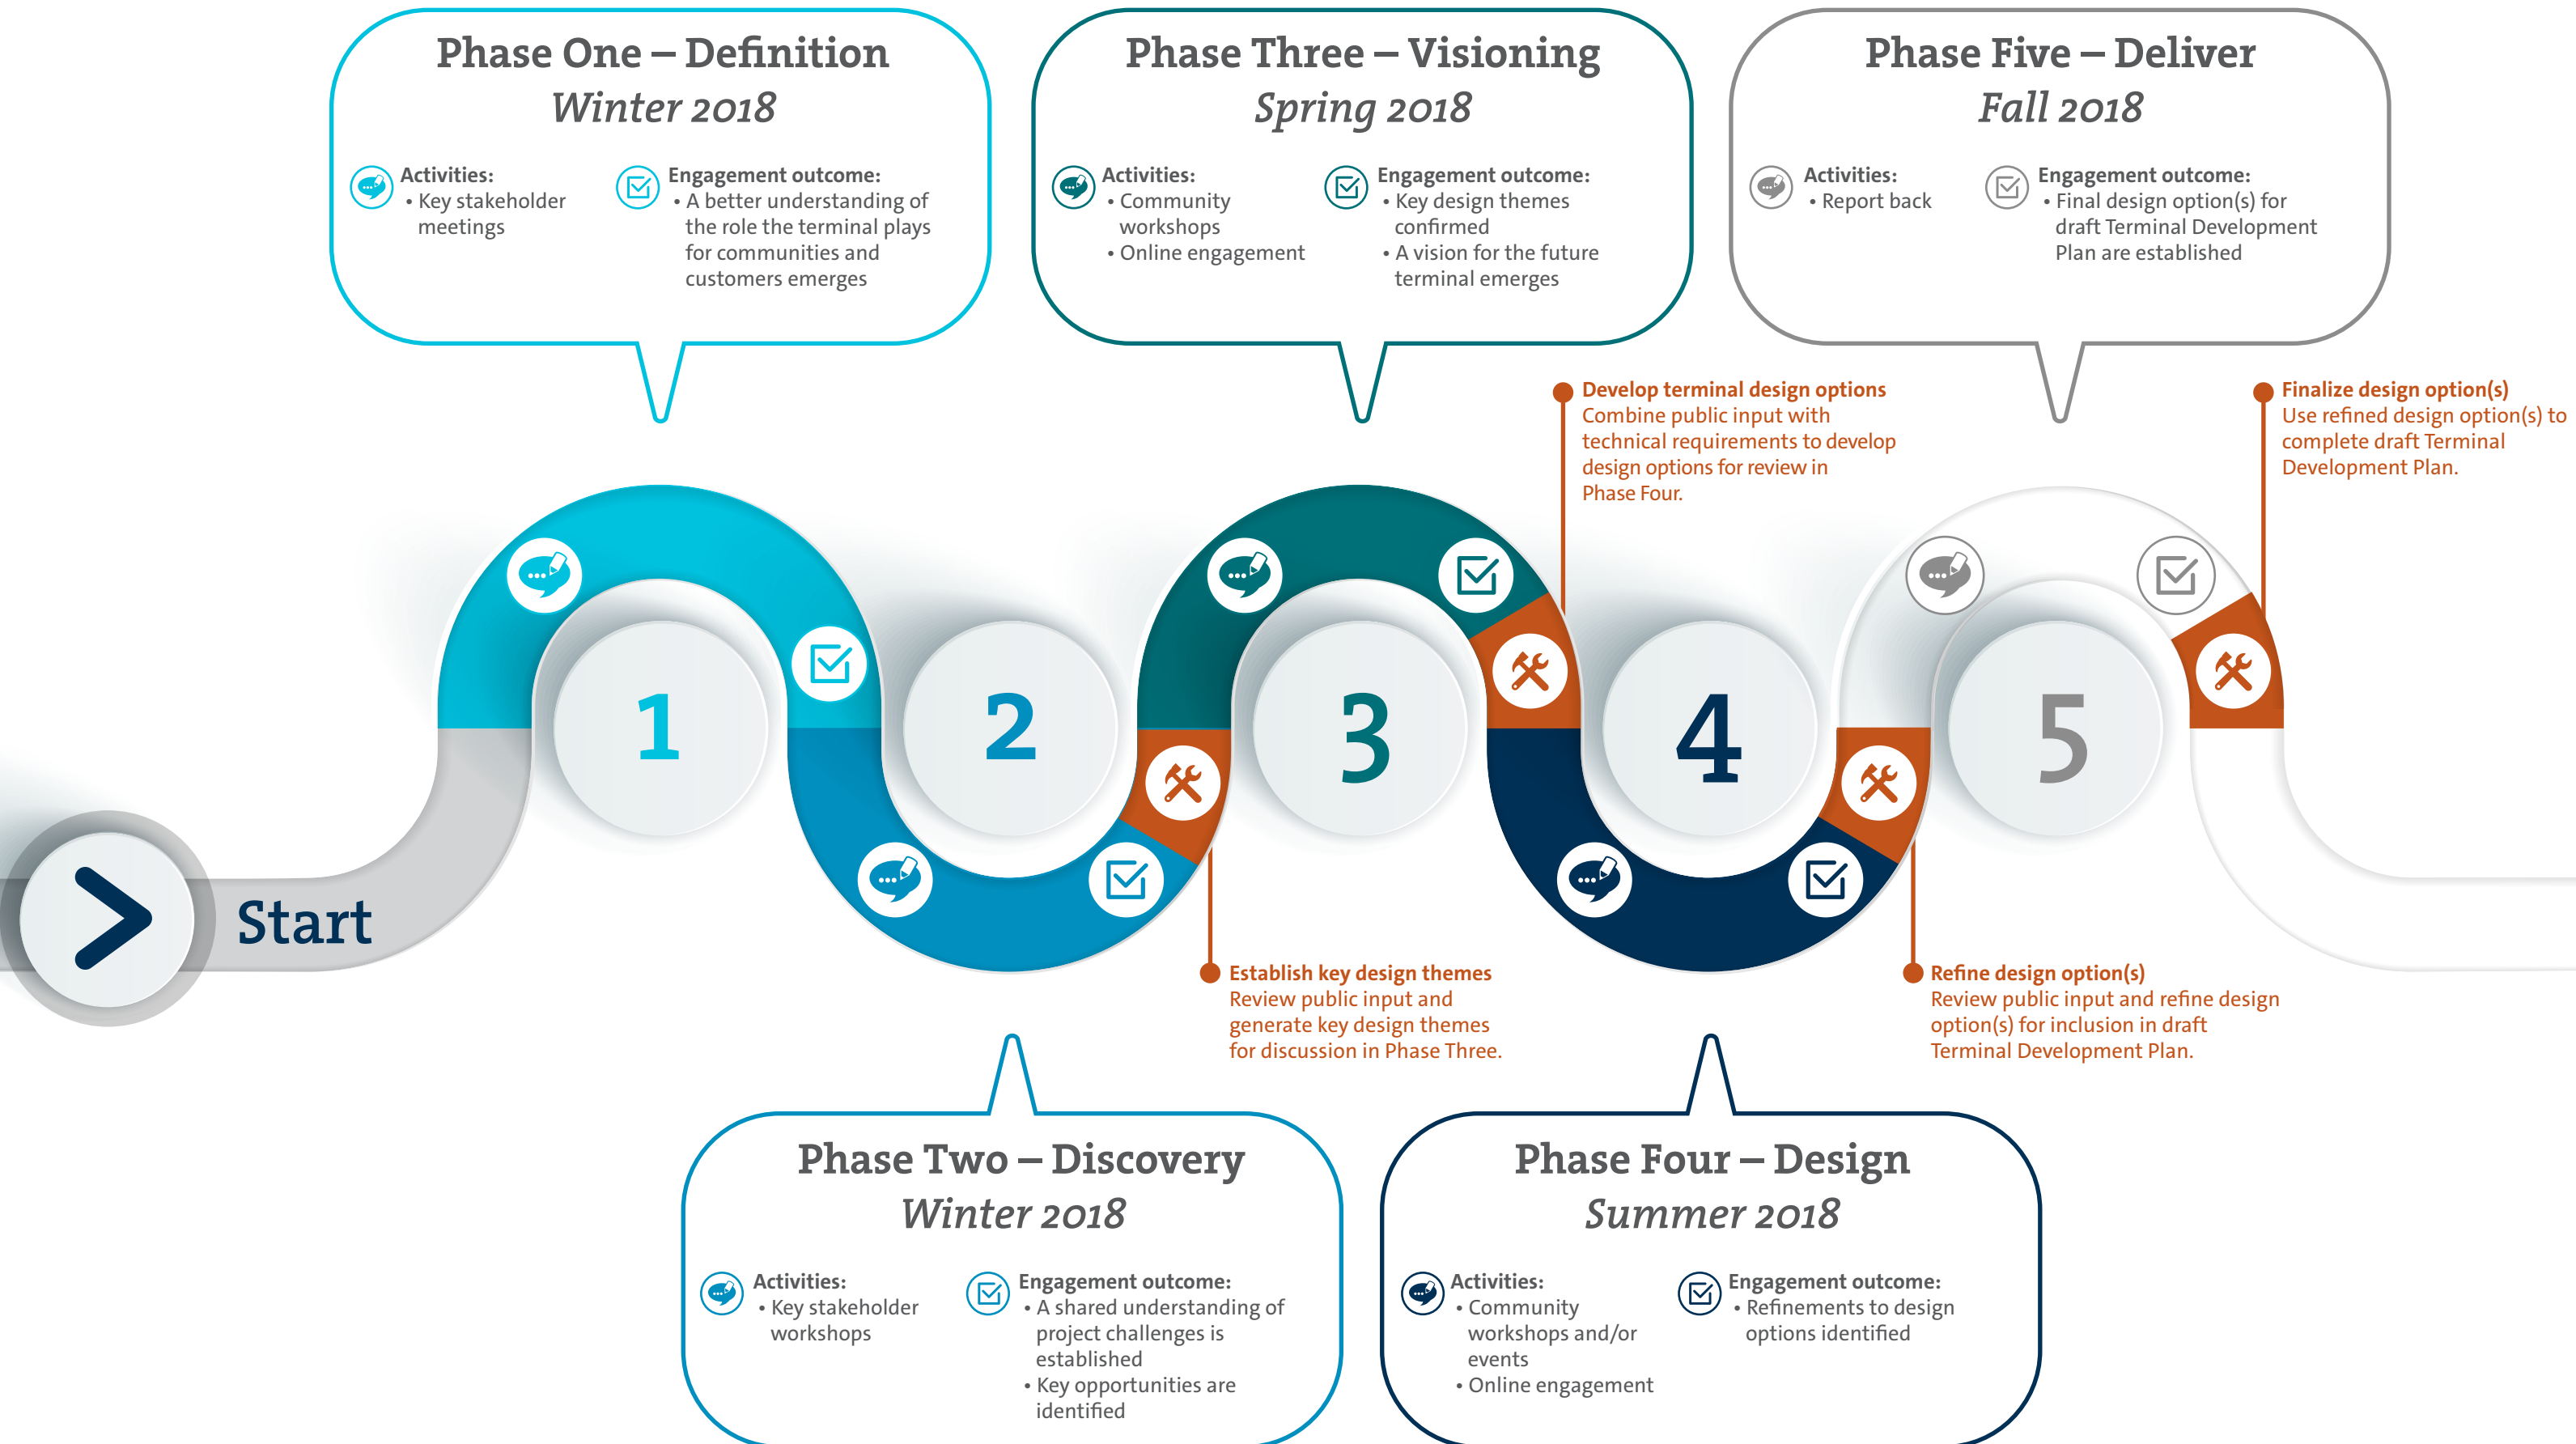 Phase One – Definition
Winter 2018
Activities:
• Key stakeholder
meetings
Engagement outcome:
• A better understanding of
the role the terminal plays
for communities and
customers emerges
Phase Three – Visioning
Spring 2018
Activities:
• Community
workshops
• Online engagement
Engagement outcome:
• Key design themes
confirmed
• A vision for the future
terminal emerges
Phase Five – Deliver
Fall 2018
Activities:
• Report back
Engagement outcome:
• Final design option(s) for
draft Terminal Development
Plan are established
Develop terminal design options
Combine public input with
technical requirements to develop
design options for review in
Phase Four.
Finalize design option(s)
Use refined design option(s) to
complete draft Terminal
Development Plan.
1
2
3
4
5
Start
Establish key design themes
Review public input and
generate key design themes
for discussion in Phase Three.
Refine design option(s)
Review public input and refine design
option(s) for inclusion in draft
Terminal Development Plan.
Phase Two – Discovery
Winter 2018
Activities:
• Key stakeholder
workshops
Engagement outcome:
• A shared understanding of
project challenges is
established
• Key opportunities are
identified
Phase Four – Design
Summer 2018
Activities:
• Community
workshops and/or
events
• Online engagement
Engagement outcome:
• Refinements to design
options identified